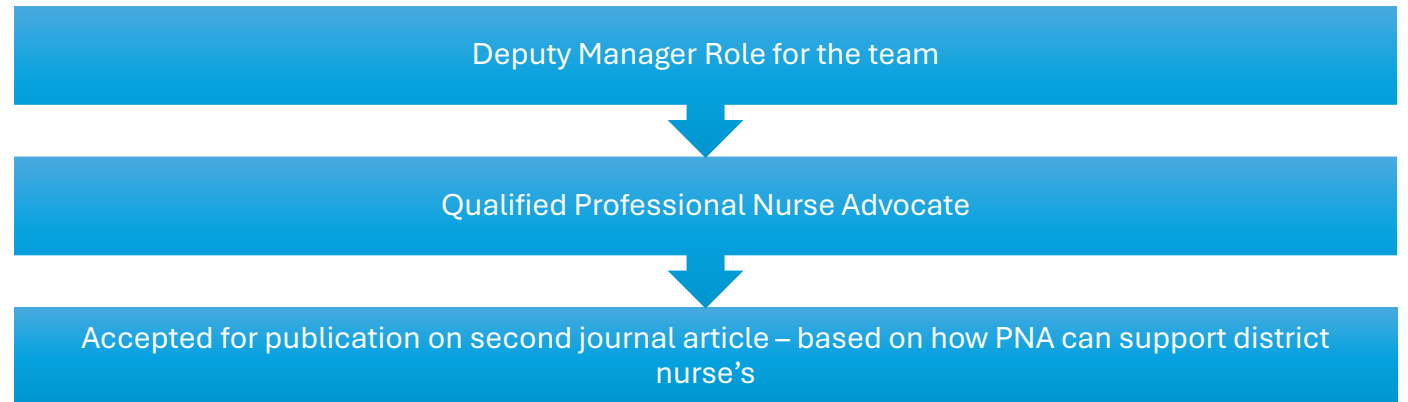 Deputy Manager Role for the team
Qualified Professional Nurse Advocate
Accepted for publication on second journal article – based on how PNA can support district
nurse’s